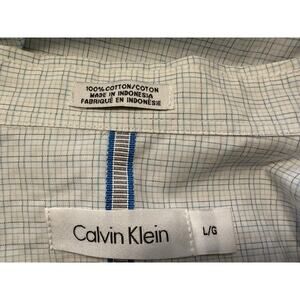 100% COTTON/COTON
MADE IN INDONESIA
FABRIQUÉ EN INDONÉSIE
Calvin Klein
L/G